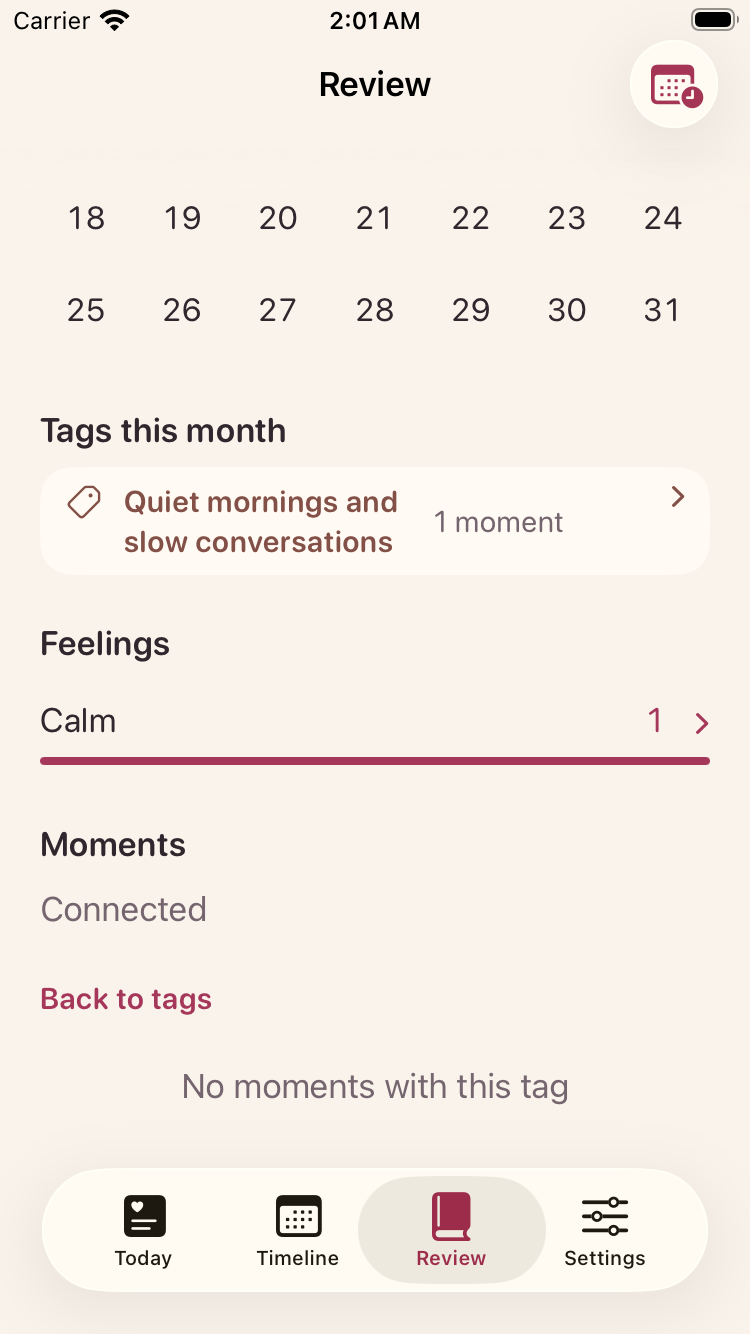 Carrier 2:01 AM
Review
18 19 20 21 22 23 24
25 26 27 28 29 30 31
Tags this month
Quiet mornings and
slow conversations
1 moment
Feelings
Calm 1
Moments
Connected
Back to tags
No moments with this tag
Today Timeline Review Settings